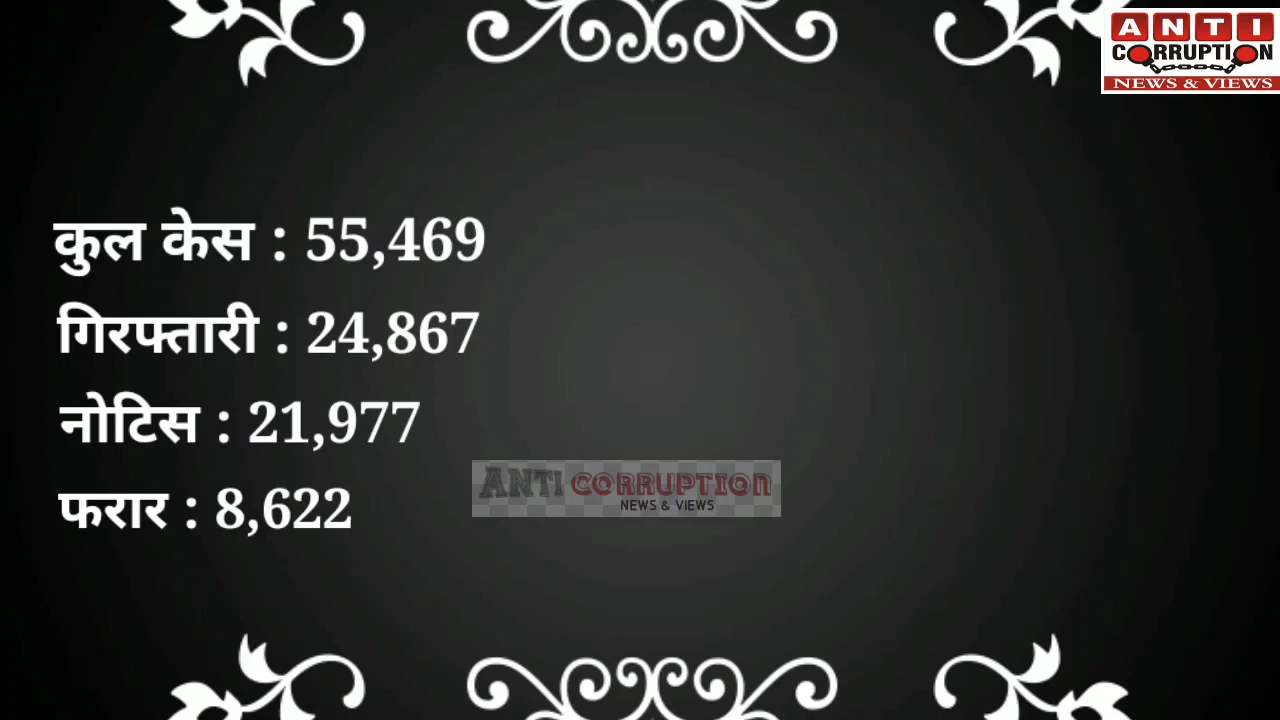 ANTI
CORRUPTION
NEWS & VIEWS
कुल केस : 55,469
गिरफ्तारी : 24,867
नोटिस : 21,977
फरार : 8,622
ANTI CORRUPTION
NEWS & VIEWS